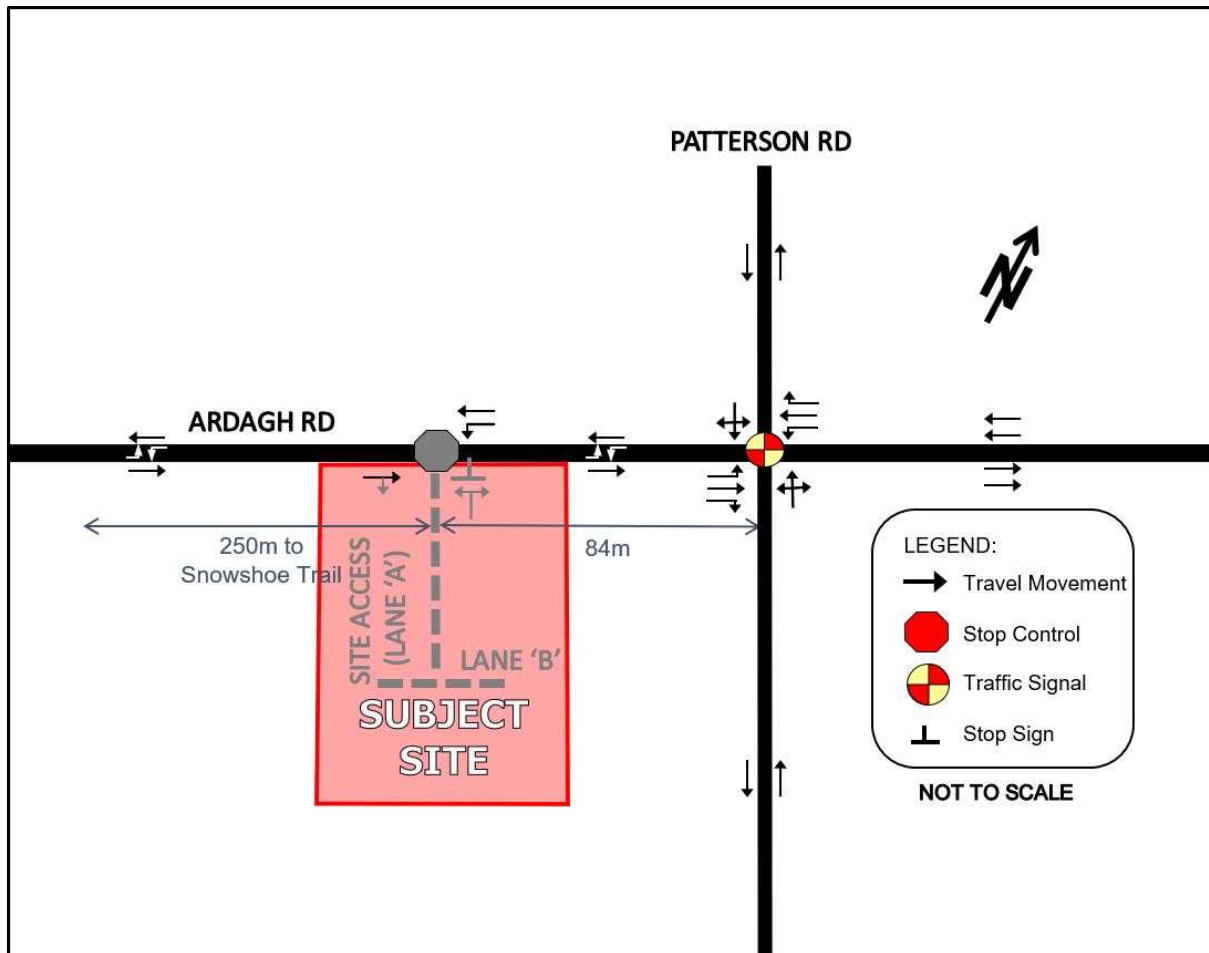 PATTERSON RD
N
ARDAGH RD
250m to
Snowshoe Trail
84m
SITE ACCESS
(LANE ‘A’)
LANE ‘B’
SUBJECT
SITE
LEGEND:
Travel Movement
Stop Control
Traffic Signal
Stop Sign
NOT TO SCALE